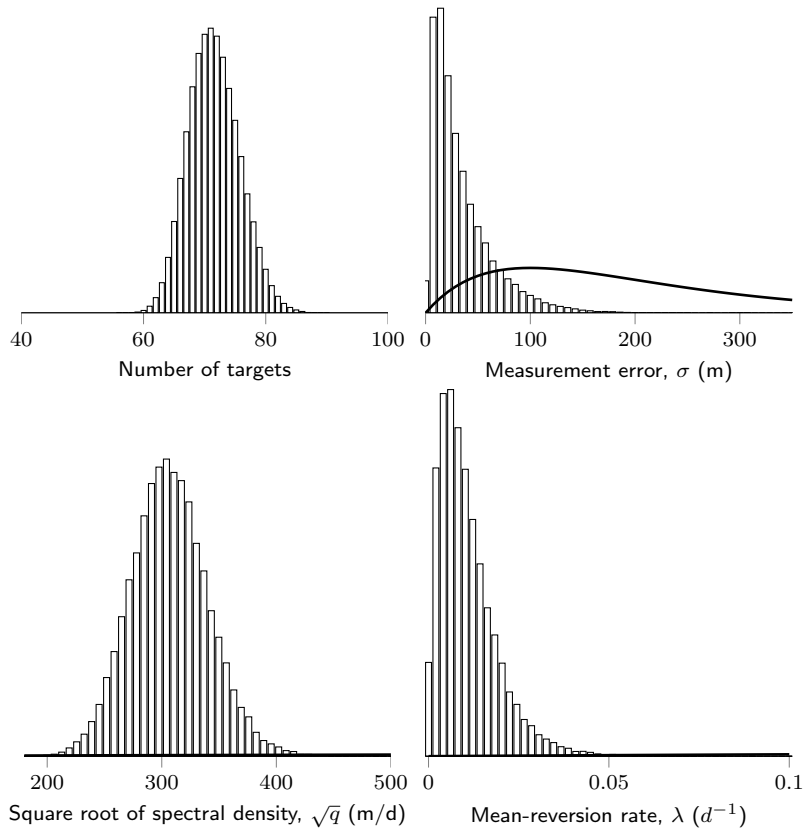 40 60 80 100
Number of targets
0 100 200 300
Measurement error, σ (m)
200 300 400 500
Square root of spectral density, √q (m/d)
0 0.05 0.1
Mean-reversion rate, λ (d⁻¹)